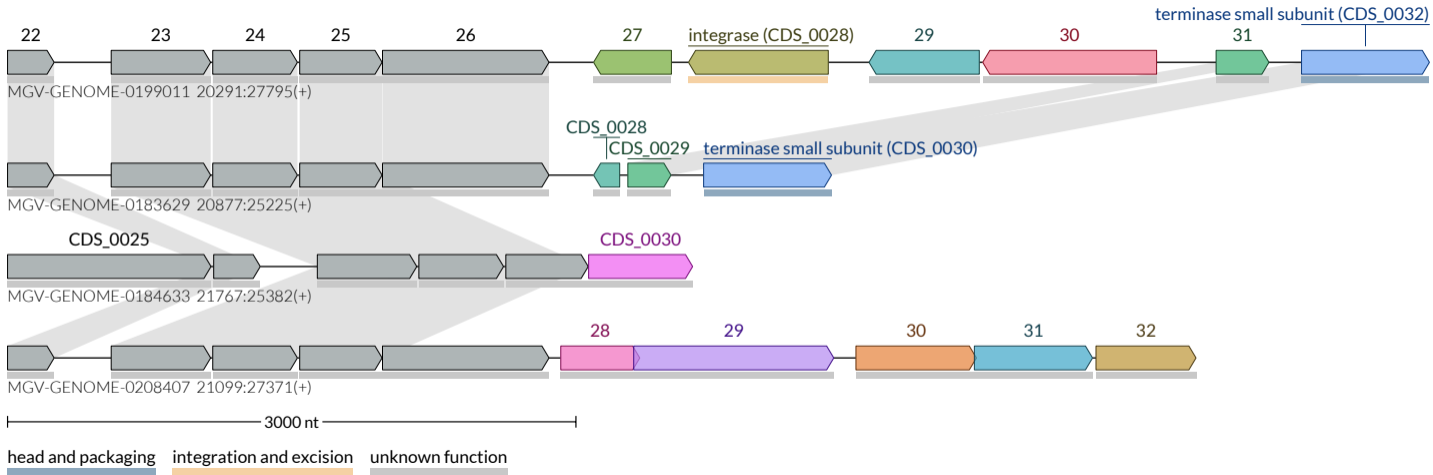 terminase small subunit (CDS_0032)
22 23 24 25 26 27 integrase (CDS_0028) 29 30 31
MGV-GENOME-0199011 20291:27795(+)
CDS_0028
CDS_0029 terminase small subunit (CDS_0030)
MGV-GENOME-0183629 20877:25225(+)
CDS_0025 CDS_0030
MGV-GENOME-0184633 21767:25382(+)
28 29 30 31 32
MGV-GENOME-0208407 21099:27371(+)
3000 nt
head and packaging integration and excision unknown function